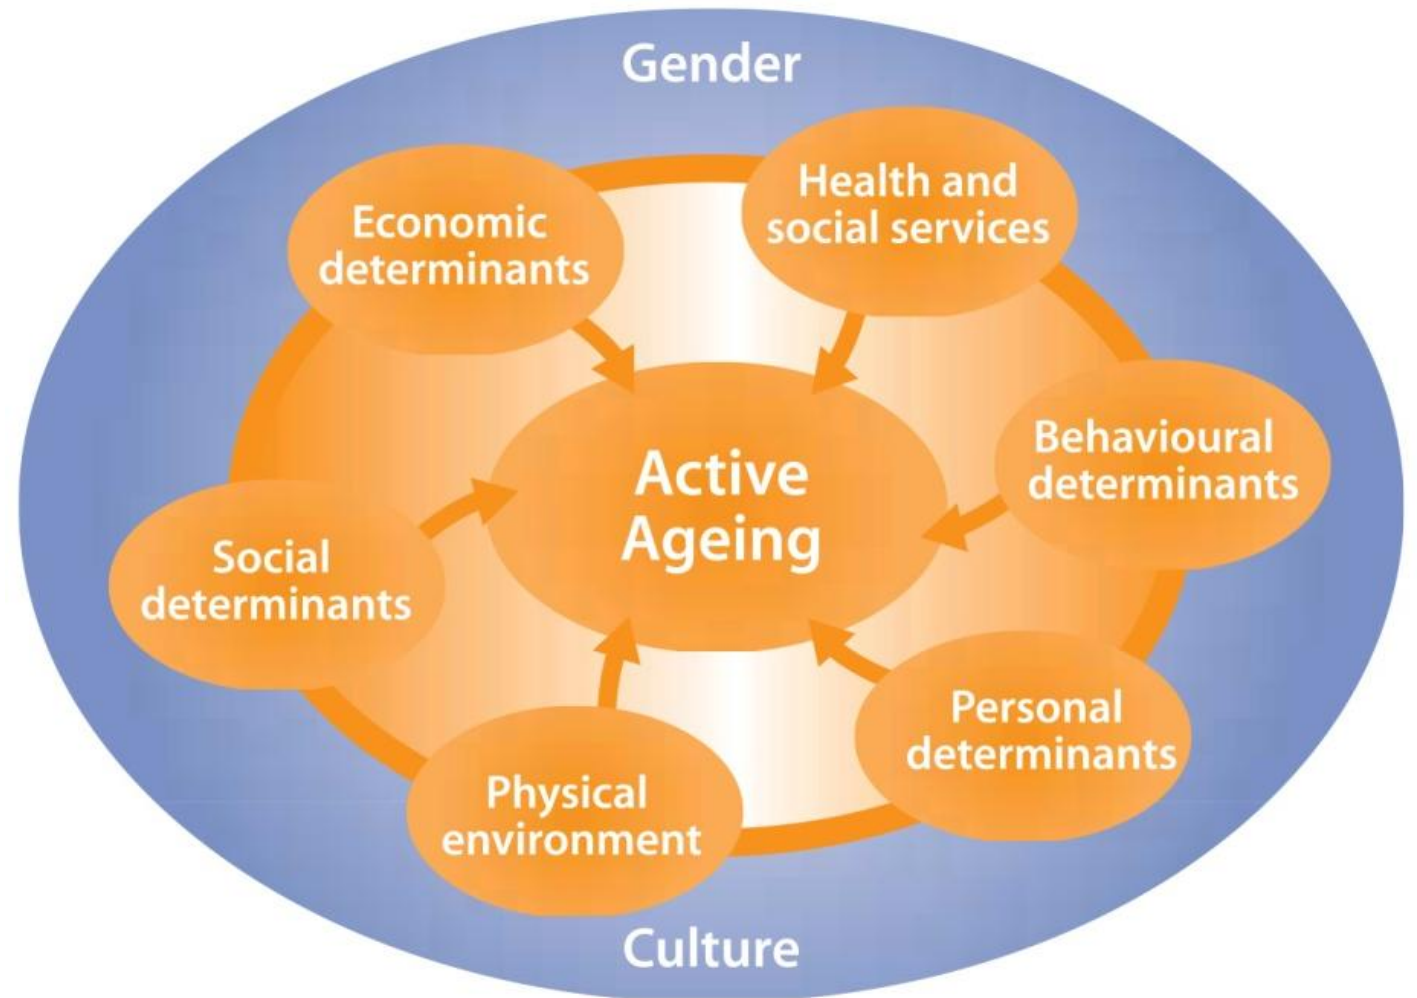 Gender
Economic
determinants
Health and
social services
Active
Ageing
Behavioural
determinants
Social
determinants
Personal
determinants
Physical
environment
Culture